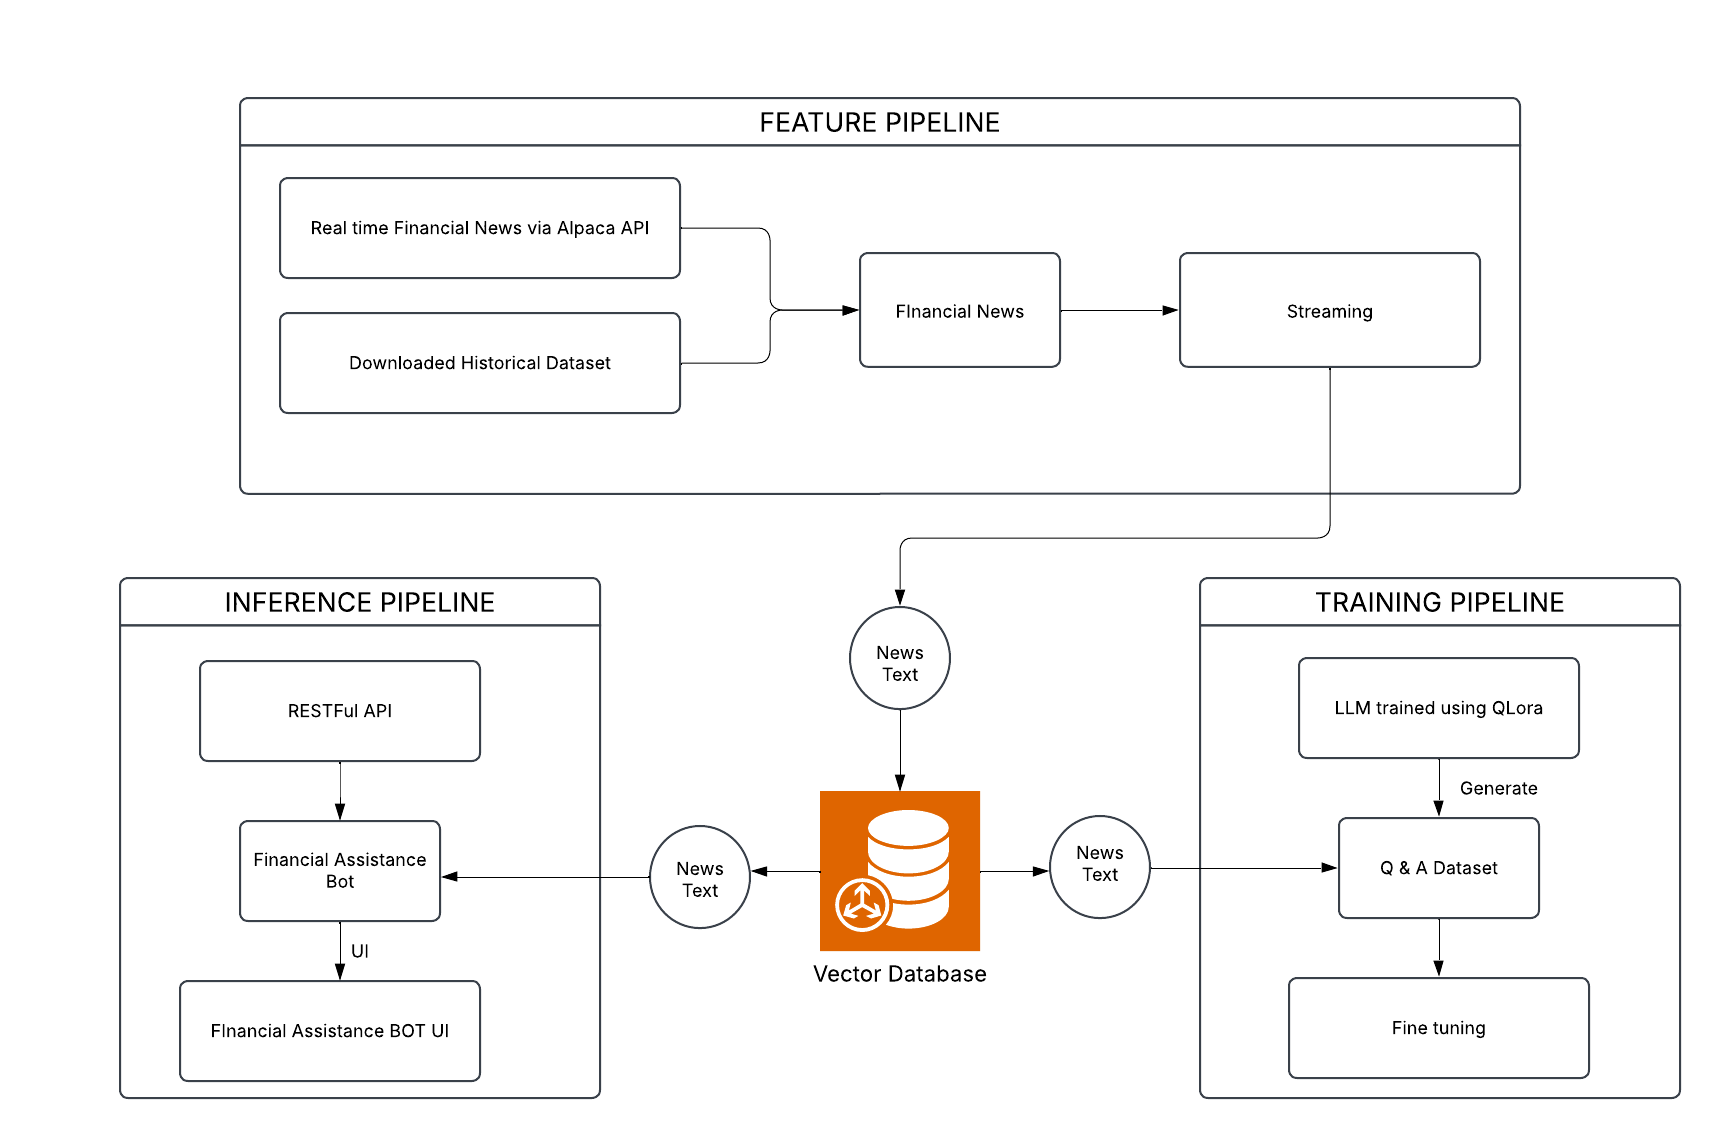 FEATURE PIPELINE
Real time Financial News via Alpaca API
Downloaded Historical Dataset
FInancial News
Streaming
News
Text
INFERENCE PIPELINE
RESTFul API
Financial Assistance
Bot
UI
FInancial Assistance BOT UI
News
Text
Vector Database
News
Text
TRAINING PIPELINE
LLM trained using QLora
Generate
Q & A Dataset
Fine tuning